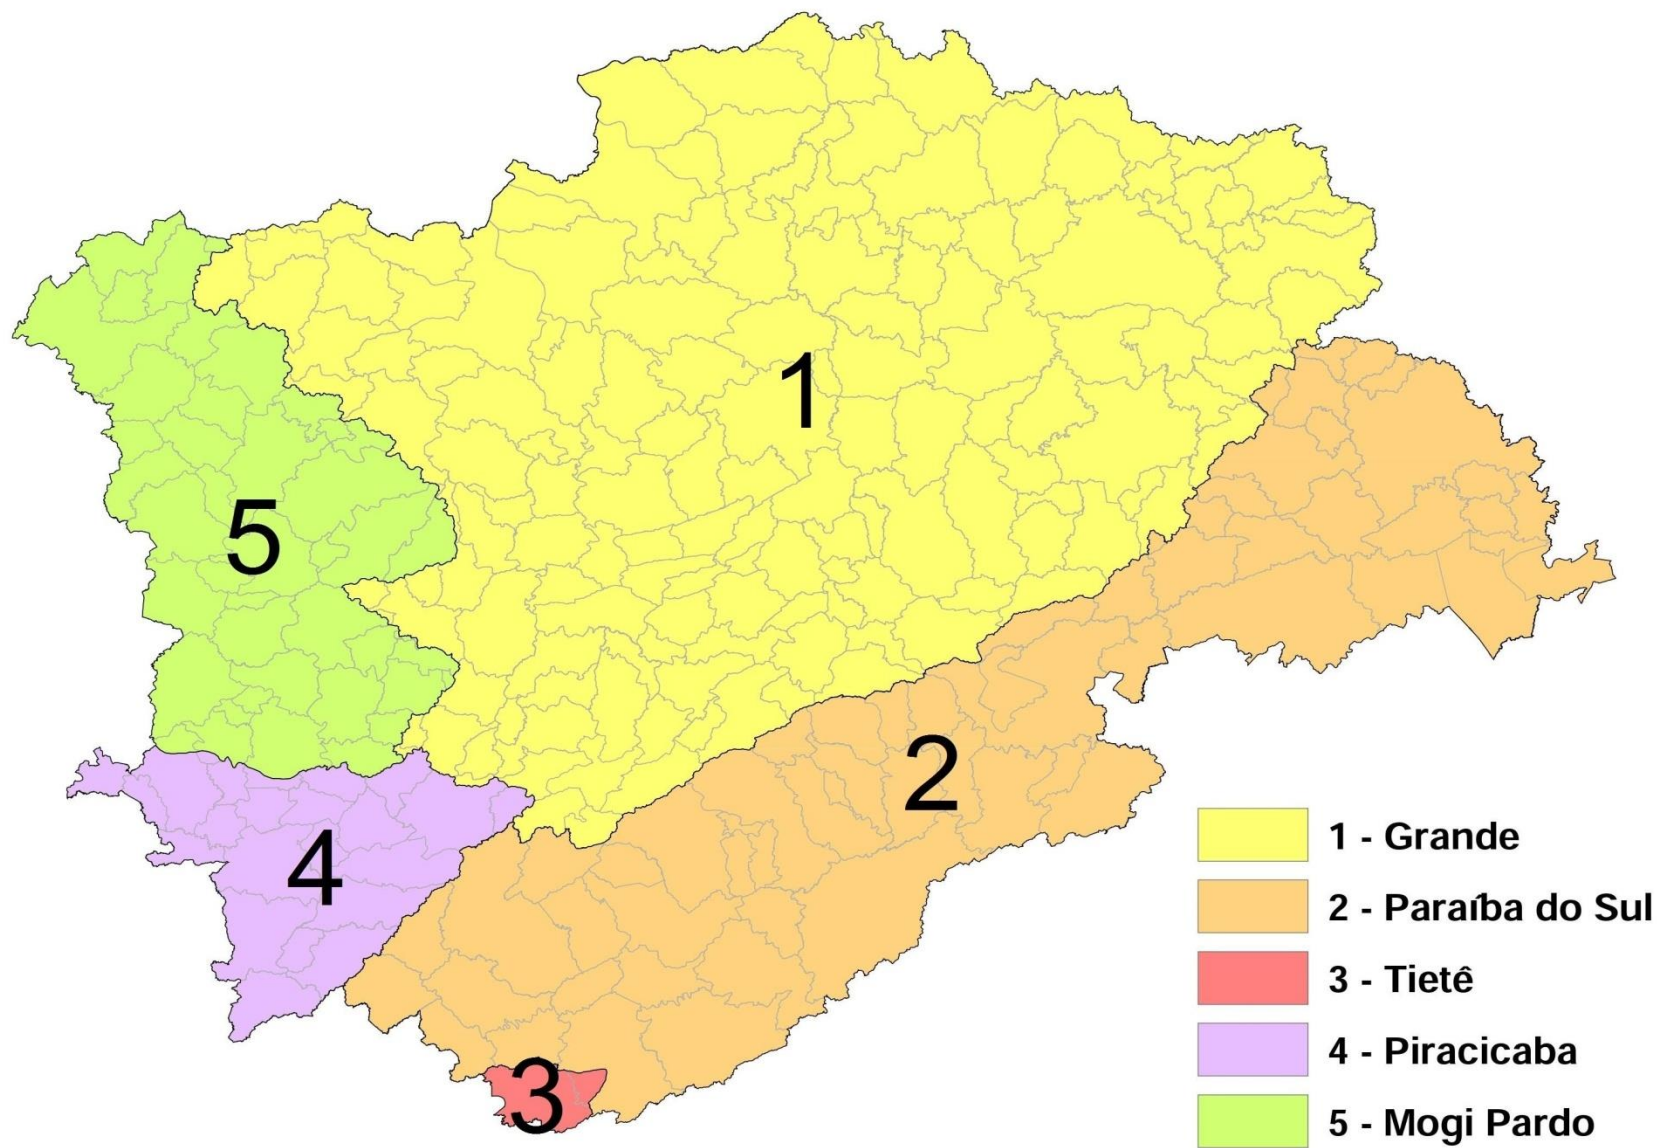 1
5
2
4
3
1 - Grande
2 - Paraíba do Sul
3 - Tietê
4 - Piracicaba
5 - Mogi Pardo